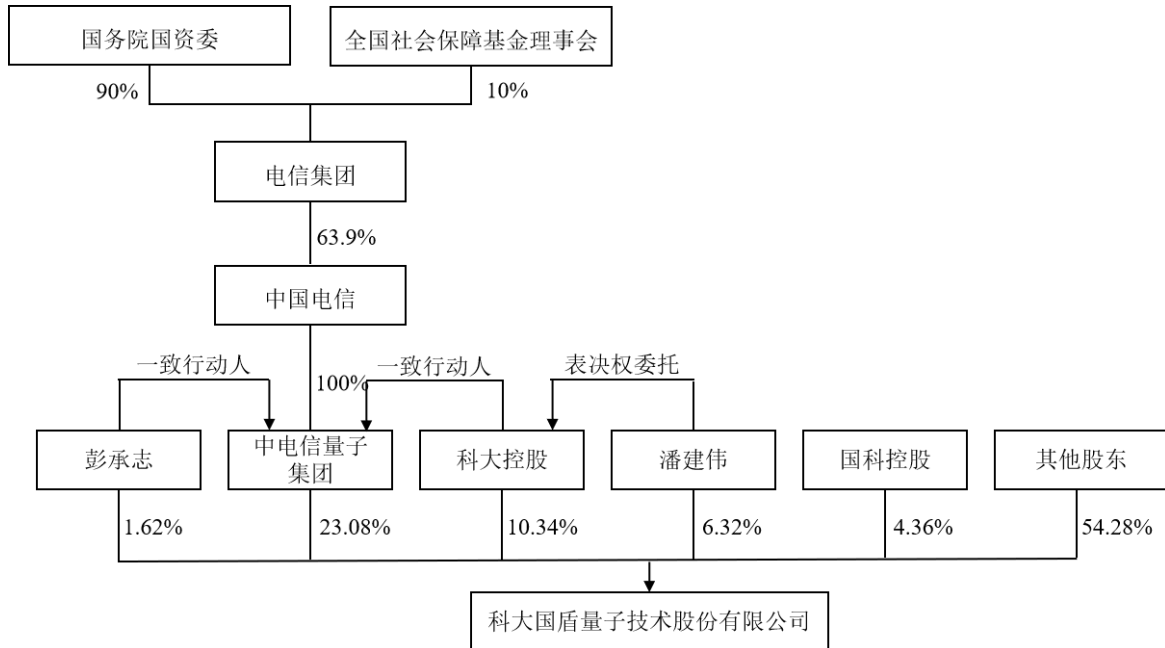 国务院国资委
全国社会保障基金理事会
90%
10%
电信集团
63.9%
中国电信
一致行动人
一致行动人
表决权委托
100%
彭承志
中电信量子
集团
科大控股
潘建伟
国科控股
其他股东
1.62%
23.08%
10.34%
6.32%
4.36%
54.28%
科大国盾量子技术股份有限公司